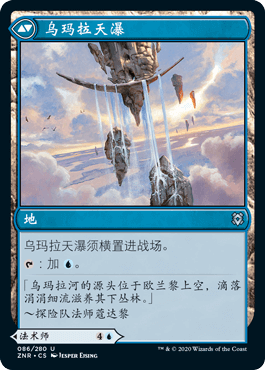 乌玛拉天瀑
地
乌玛拉天瀑须横置进战场。
：加。
「乌玛拉河的源头位于欧兰黎上空，滴落
涓涓细流滋养其下丛林。」
～探险队法师蔻达黎
法术师 4
086/280 U
ZNR • CS JESPER EJSING
™ & © 2020 Wizards of the Coast